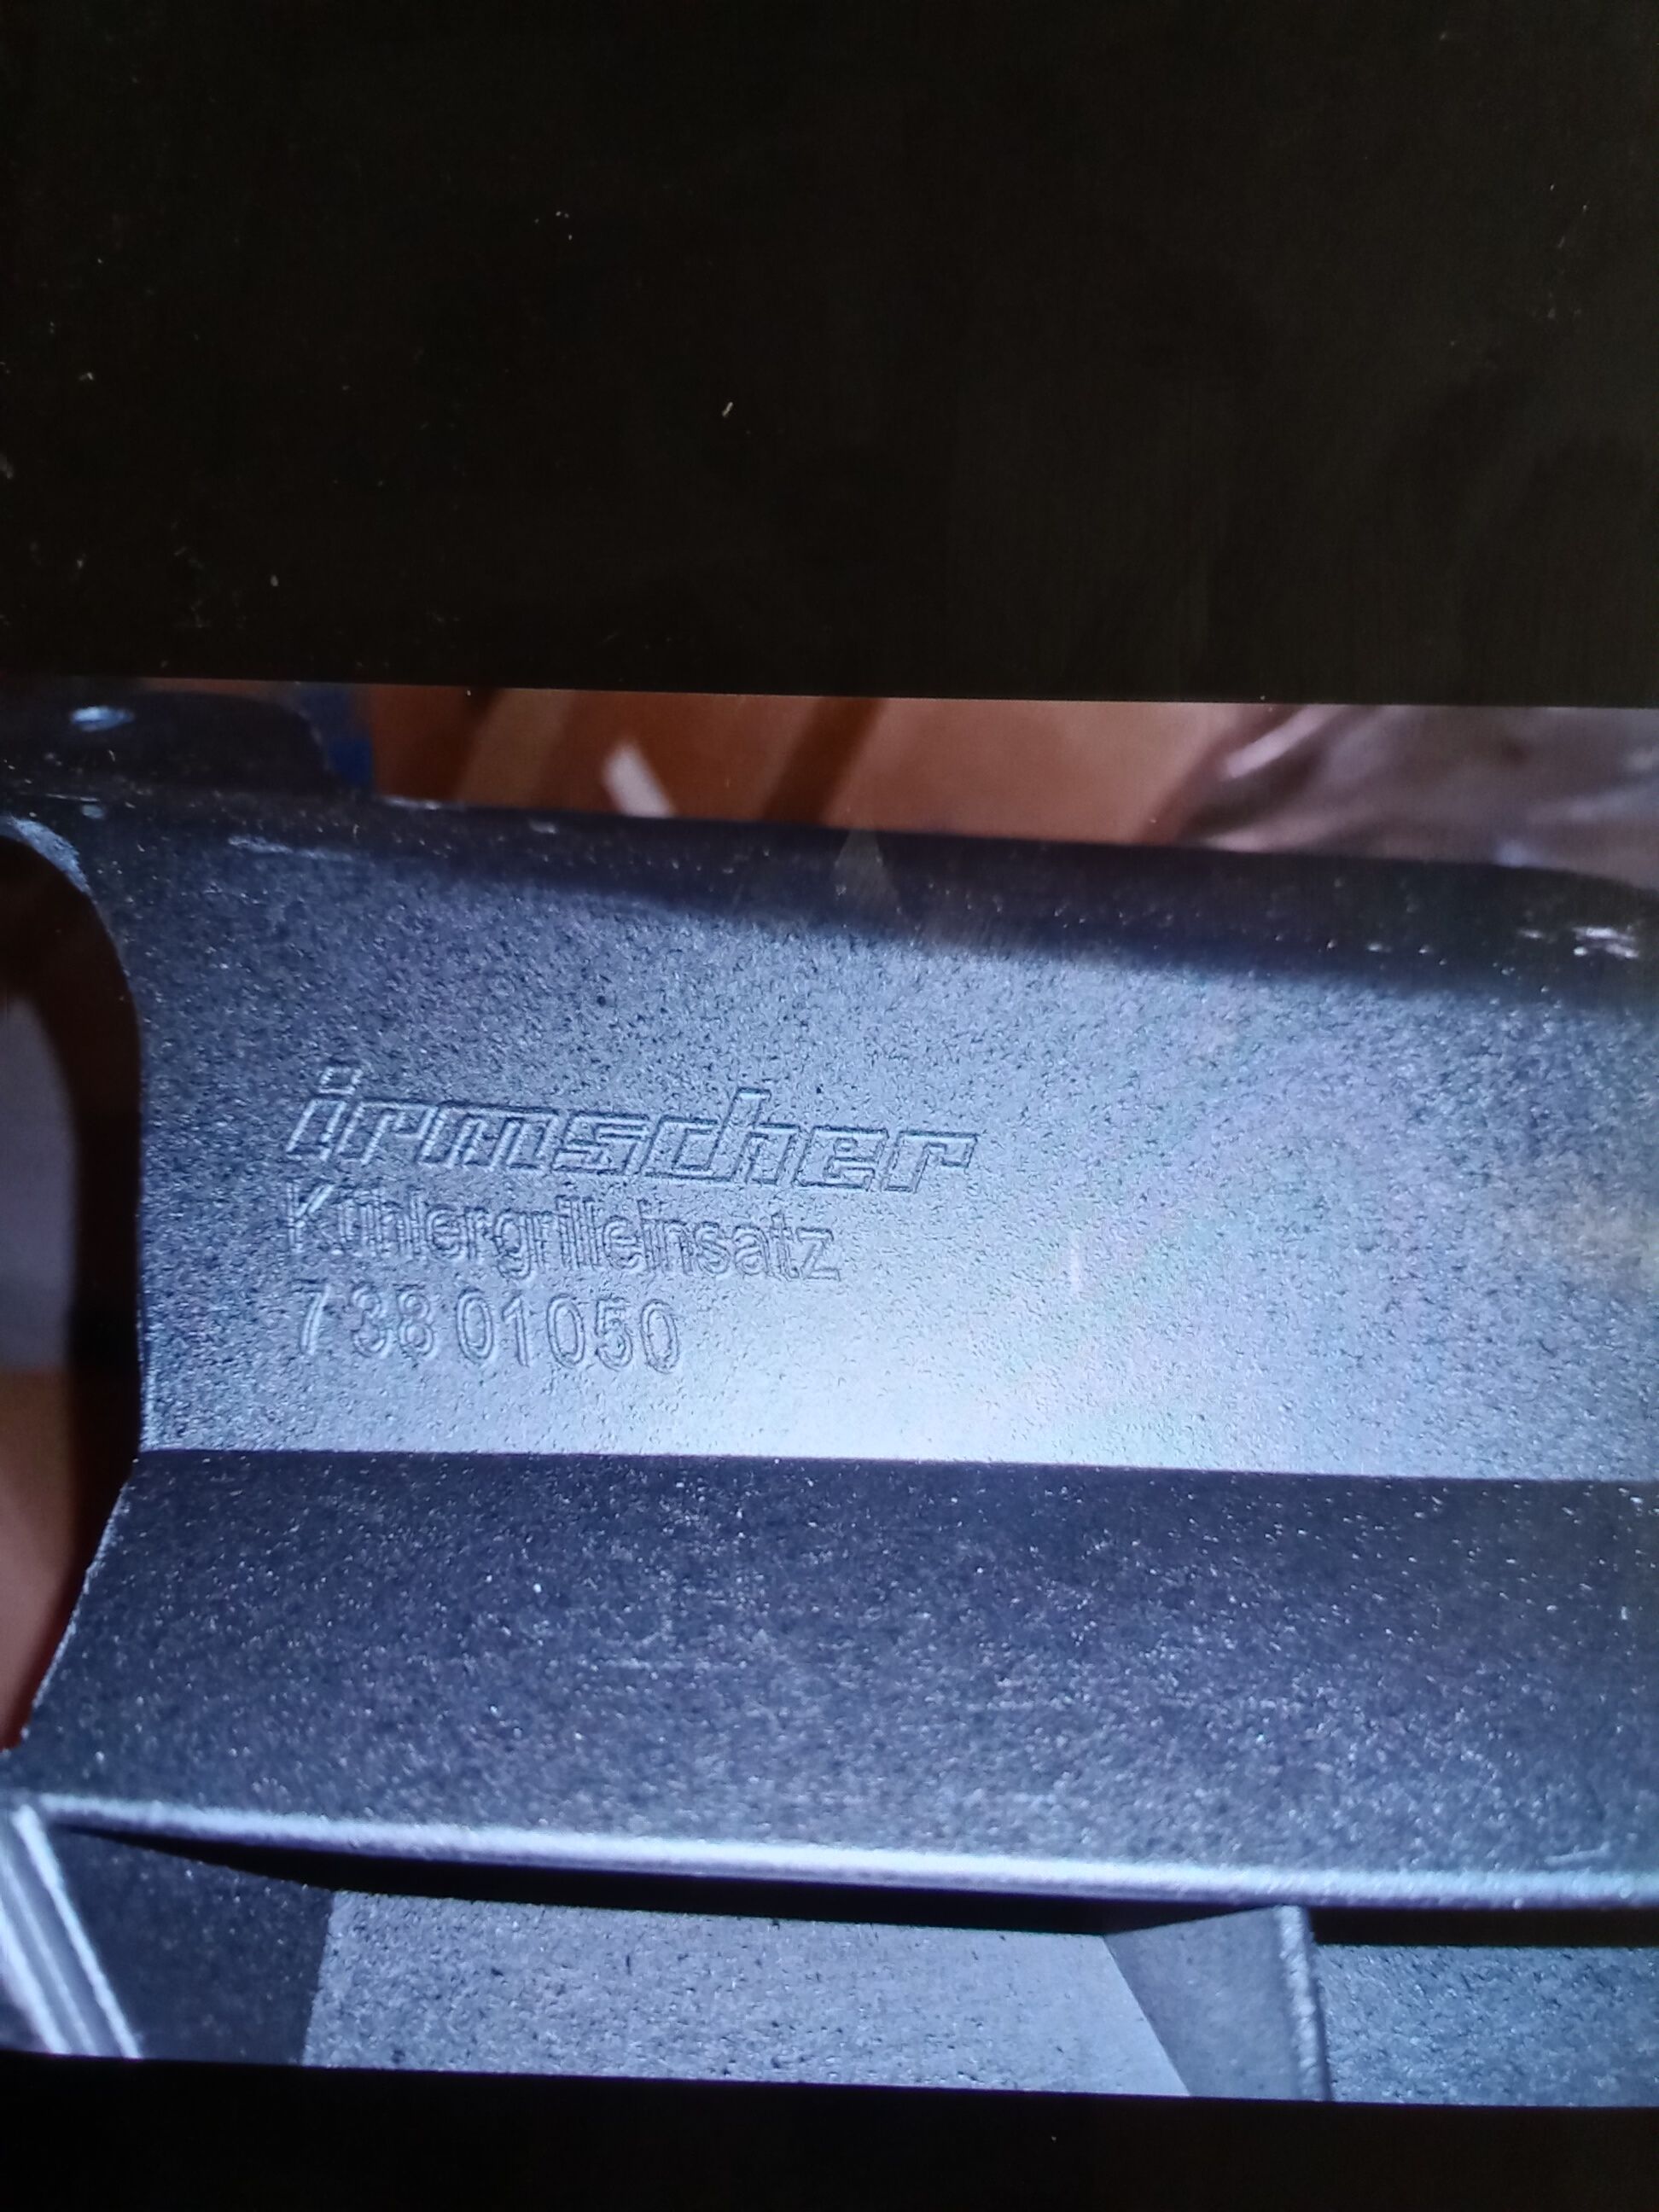 irmscher
Kühlergrilleinsatz
738 01 050